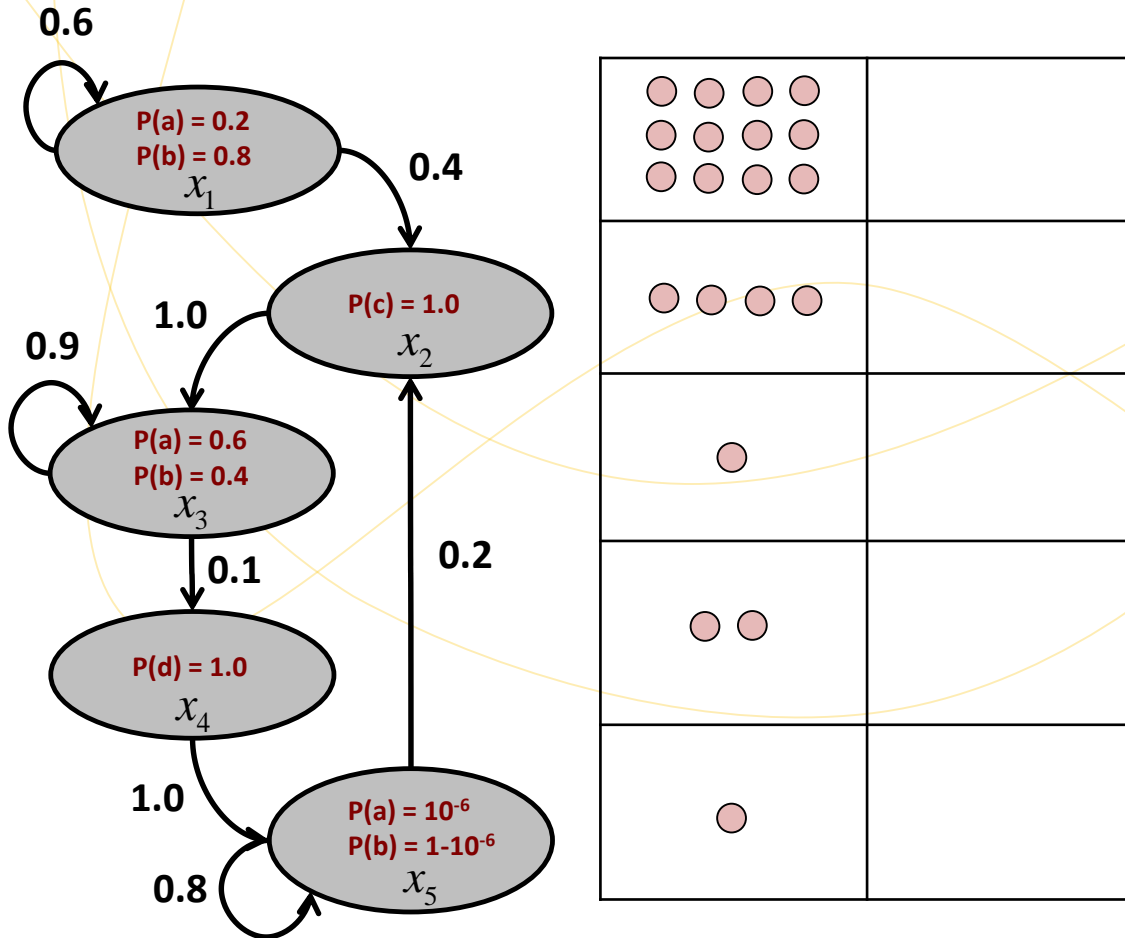 0.6
P(a) = 0.2
P(b) = 0.8
x₁
0.4
P(c) = 1.0
x₂
1.0
0.9
P(a) = 0.6
P(b) = 0.4
x₃
0.1
0.2
P(d) = 1.0
x₄
1.0
P(a) = 10⁻⁶
P(b) = 1-10⁻⁶
x₅
0.8